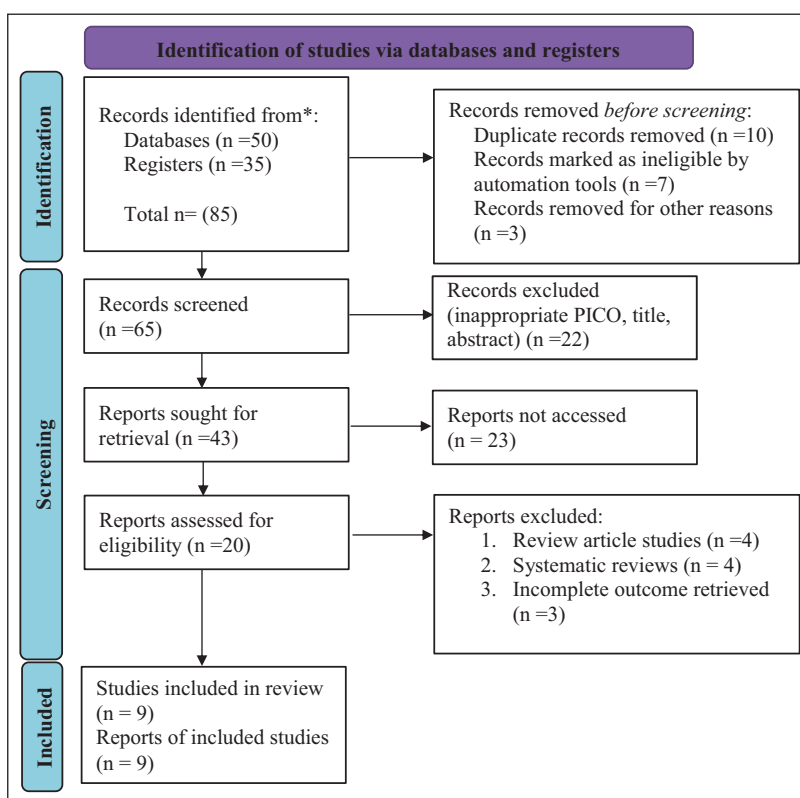 Identification of studies via databases and registers
Identification
Records identified from*:
Databases (n =50)
Registers (n =35)
Total n= (85)
Records removed before screening:
Duplicate records removed (n =10)
Records marked as ineligible by
automation tools (n =7)
Records removed for other reasons
(n =3)
Screening
Records screened
(n =65)
Records excluded
(inappropriate PICO, title,
abstract) (n =22)
Reports sought for
retrieval (n =43)
Reports not accessed
(n = 23)
Reports assessed for
eligibility (n =20)
Reports excluded:
1. Review article studies (n =4)
2. Systematic reviews (n = 4)
3. Incomplete outcome retrieved
(n =3)
Included
Studies included in review
(n = 9)
Reports of included studies
(n = 9)